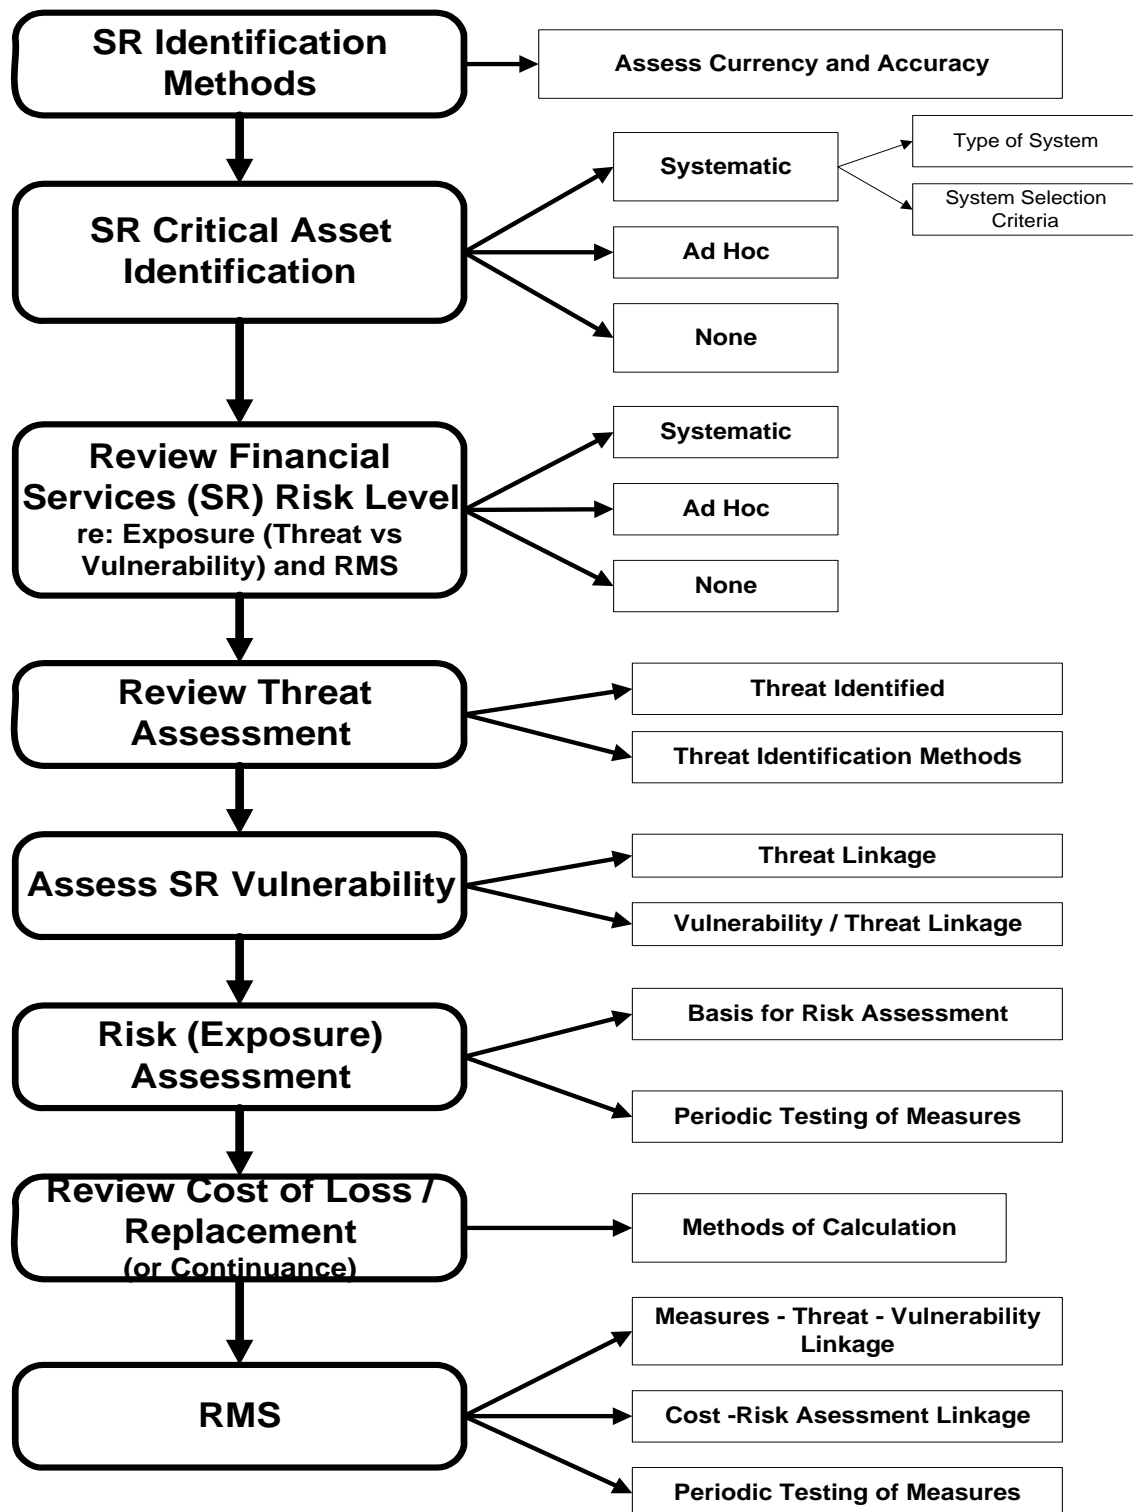 SR Identification
Methods
Assess Currency and Accuracy
SR Critical Asset
Identification
Systematic
Type of System
System Selection
Criteria
Ad Hoc
None
Review Financial
Services (SR) Risk Level
re: Exposure (Threat vs
Vulnerability) and RMS
Systematic
Ad Hoc
None
Review Threat
Assessment
Threat Identified
Threat Identification Methods
Assess SR Vulnerability
Threat Linkage
Vulnerability / Threat Linkage
Risk (Exposure)
Assessment
Basis for Risk Assessment
Periodic Testing of Measures
Review Cost of Loss /
Replacement
(or Continuance)
Methods of Calculation
RMS
Measures - Threat - Vulnerability
Linkage
Cost -Risk Asessment Linkage
Periodic Testing of Measures